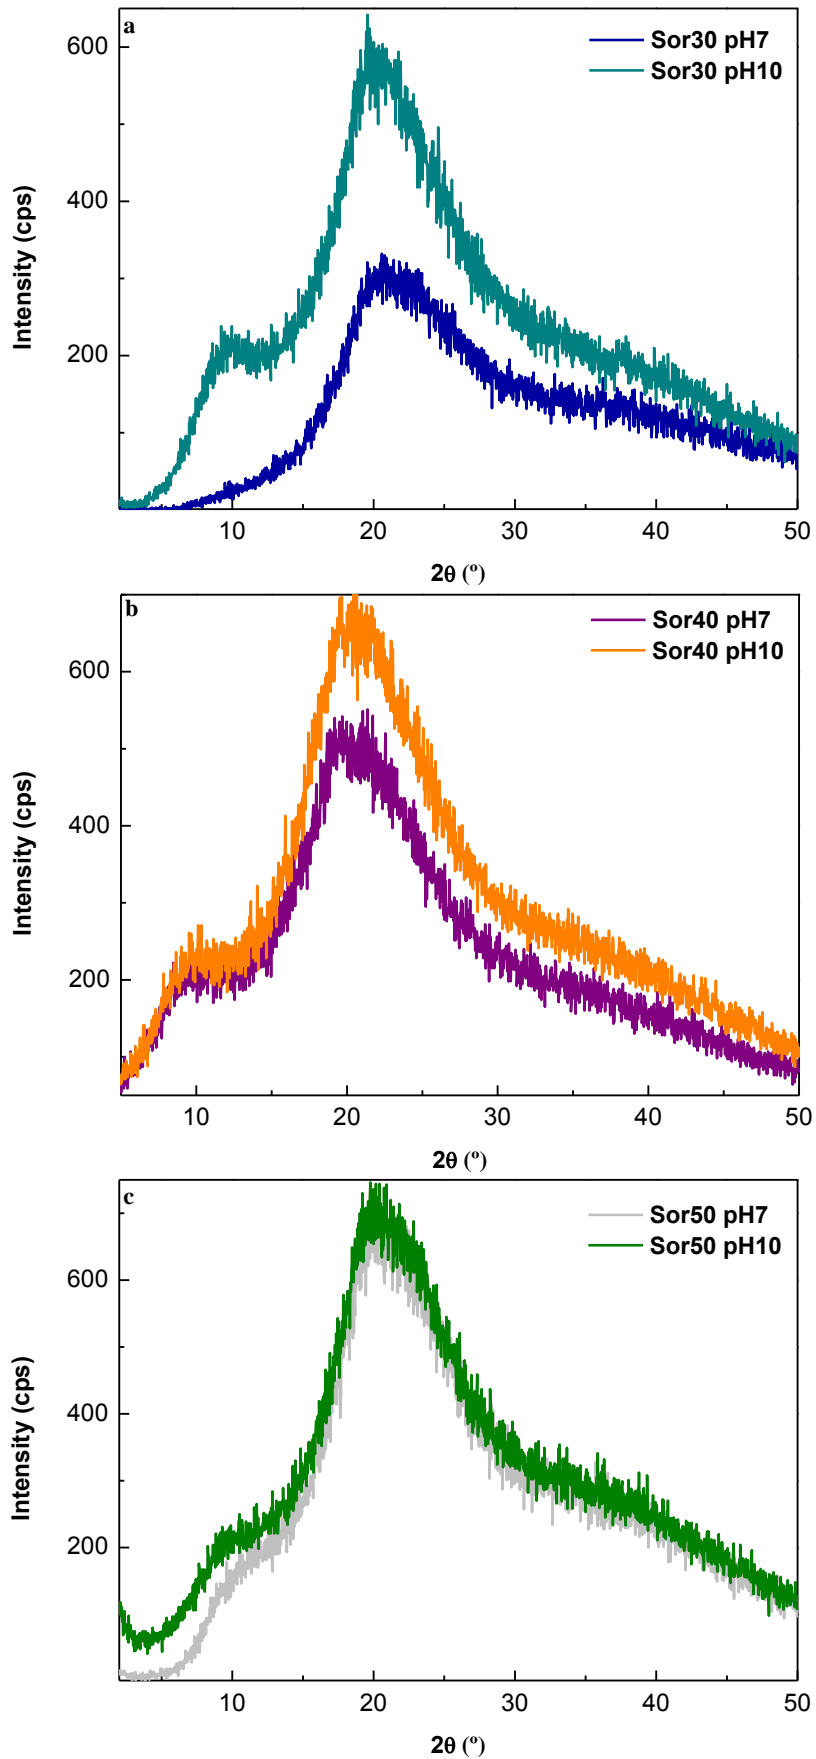 a
Sor30 pH7
Sor30 pH10
600
400
200
Intensity (cps)
10 20 30 40 50
2θ (º)
b
Sor40 pH7
Sor40 pH10
600
400
200
Intensity (cps)
10 20 30 40 50
2θ (º)
c
Sor50 pH7
Sor50 pH10
600
400
200
Intensity (cps)
10 20 30 40 50
2θ (º)